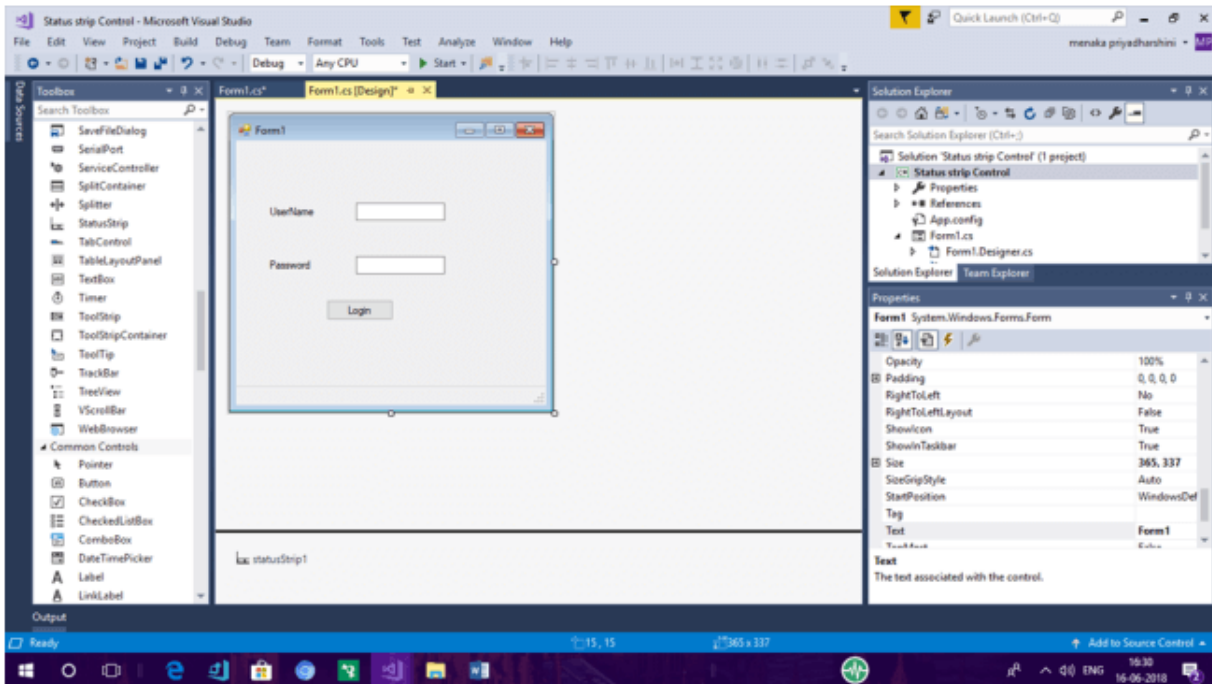 Status strip Control - Microsoft Visual Studio
Quick Launch (Ctrl+Q)
File Edit View Project Build Debug Team Format Tools Test Analyze Window Help
menaka priyadharshini
MP
Debug Any CPU Start
Data Sources
Toolbox
Search Toolbox
SaveFileDialog
SerialPort
ServiceController
SplitContainer
Splitter
StatusStrip
TabControl
TableLayoutPanel
TextBox
Timer
ToolStrip
ToolStripContainer
ToolTip
TrackBar
TreeView
VScrollBar
WebBrowser
Common Controls
Pointer
Button
CheckBox
CheckedListBox
ComboBox
DateTimePicker
Label
LinkLabel
Form1.cs*
Form1.cs [Design]*
Form1
UserName
Password
Login
statusStrip1
Solution Explorer
Search Solution Explorer (Ctrl+;)
Solution 'Status strip Control' (1 project)
Status strip Control
Properties
References
App.config
Form1.cs
Form1.Designer.cs
Solution Explorer Team Explorer
Properties
Form1 System.Windows.Forms.Form
Opacity 100%
Padding 0, 0, 0, 0
RightToLeft No
RightToLeftLayout False
ShowIcon True
ShowInTaskbar True
Size 365, 337
SizeGripStyle Auto
StartPosition WindowsDef
Tag
Text Form1
TopMost False
Text
The text associated with the control.
Output
Ready
15, 15
365 x 337
Add to Source Control
ENG
16:30
16-06-2018